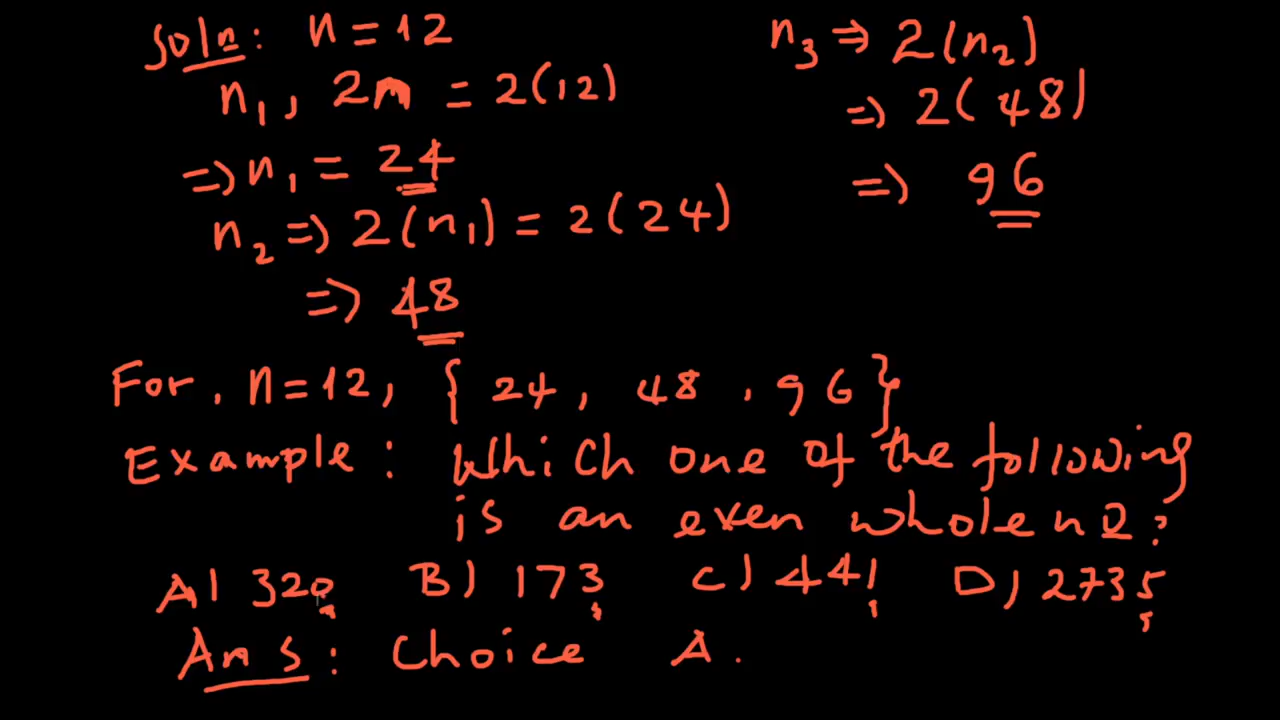 Soln: n = 12
n₁, 2n = 2(12)
=> n₁ = 24
n₂ => 2(n₁) = 2(24)
=> 48
n₃ => 2(n₂)
=> 2(48)
=> 96
For, n=12, { 24, 48, 96 }
Example: Which one of the following
is an even whole no?
A) 320 B) 173 C) 441 D) 2735
Ans: Choice A.